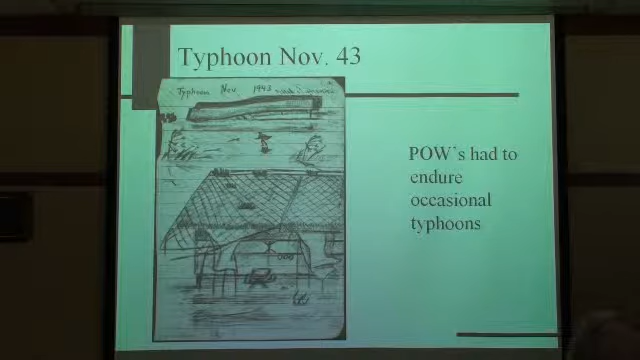 Typhoon Nov. 43
Typhoon Nov 1943
POW's had to
endure
occasional
typhoons